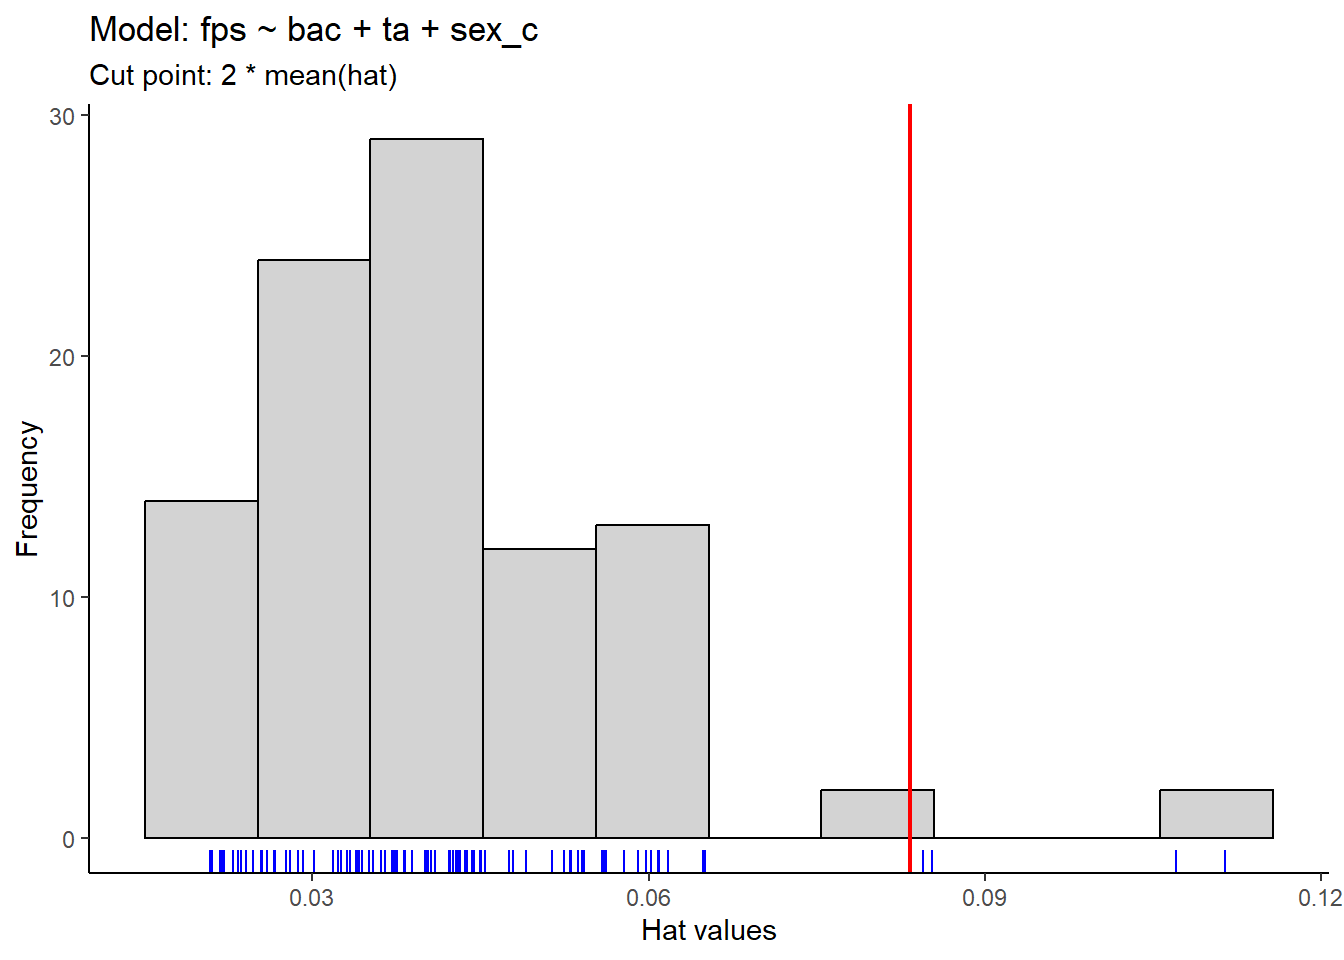 Model: fps ~ bac + ta + sex_c
Cut point: 2 * mean(hat)
30
20
10
0
Frequency
0.03 0.06 0.09 0.12
Hat values